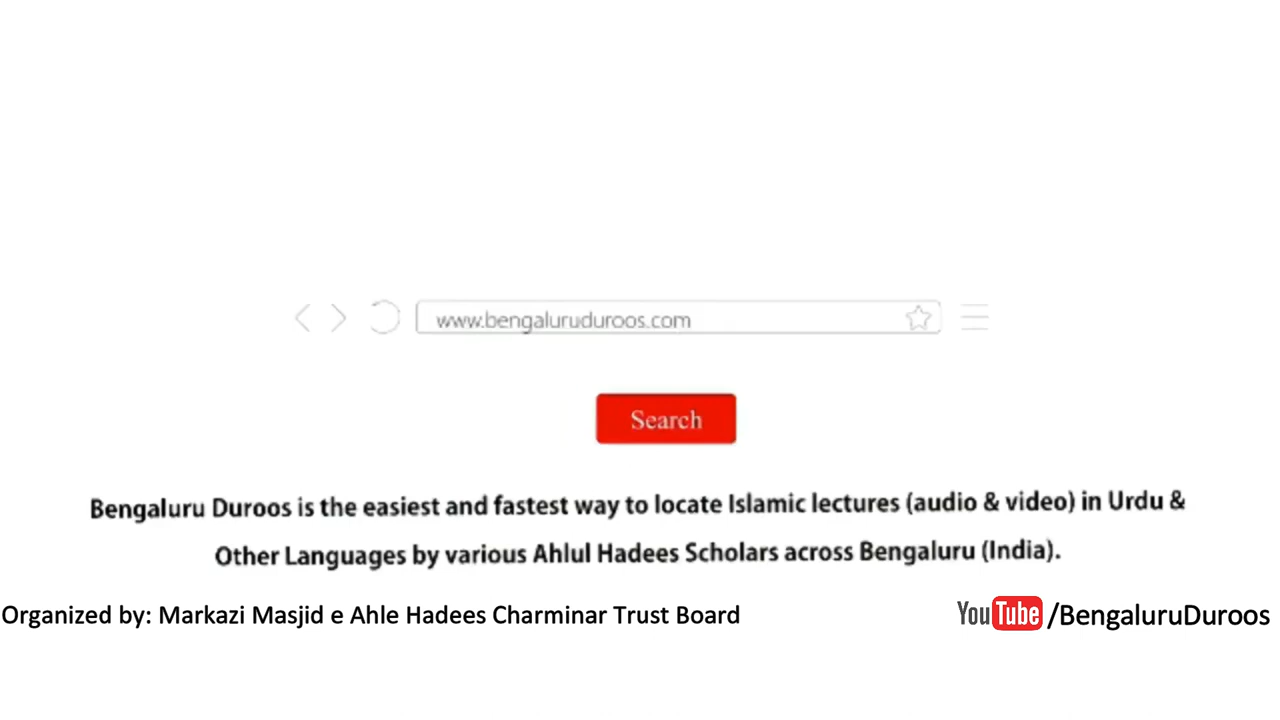 www.bengaluruduroos.com
Search
Bengaluru Duroos is the easiest and fastest way to locate Islamic lectures (audio & video) in Urdu &
Other Languages by various Ahlul Hadees Scholars across Bengaluru (India).
Organized by: Markazi Masjid e Ahle Hadees Charminar Trust Board
YouTube /BengaluruDuroos